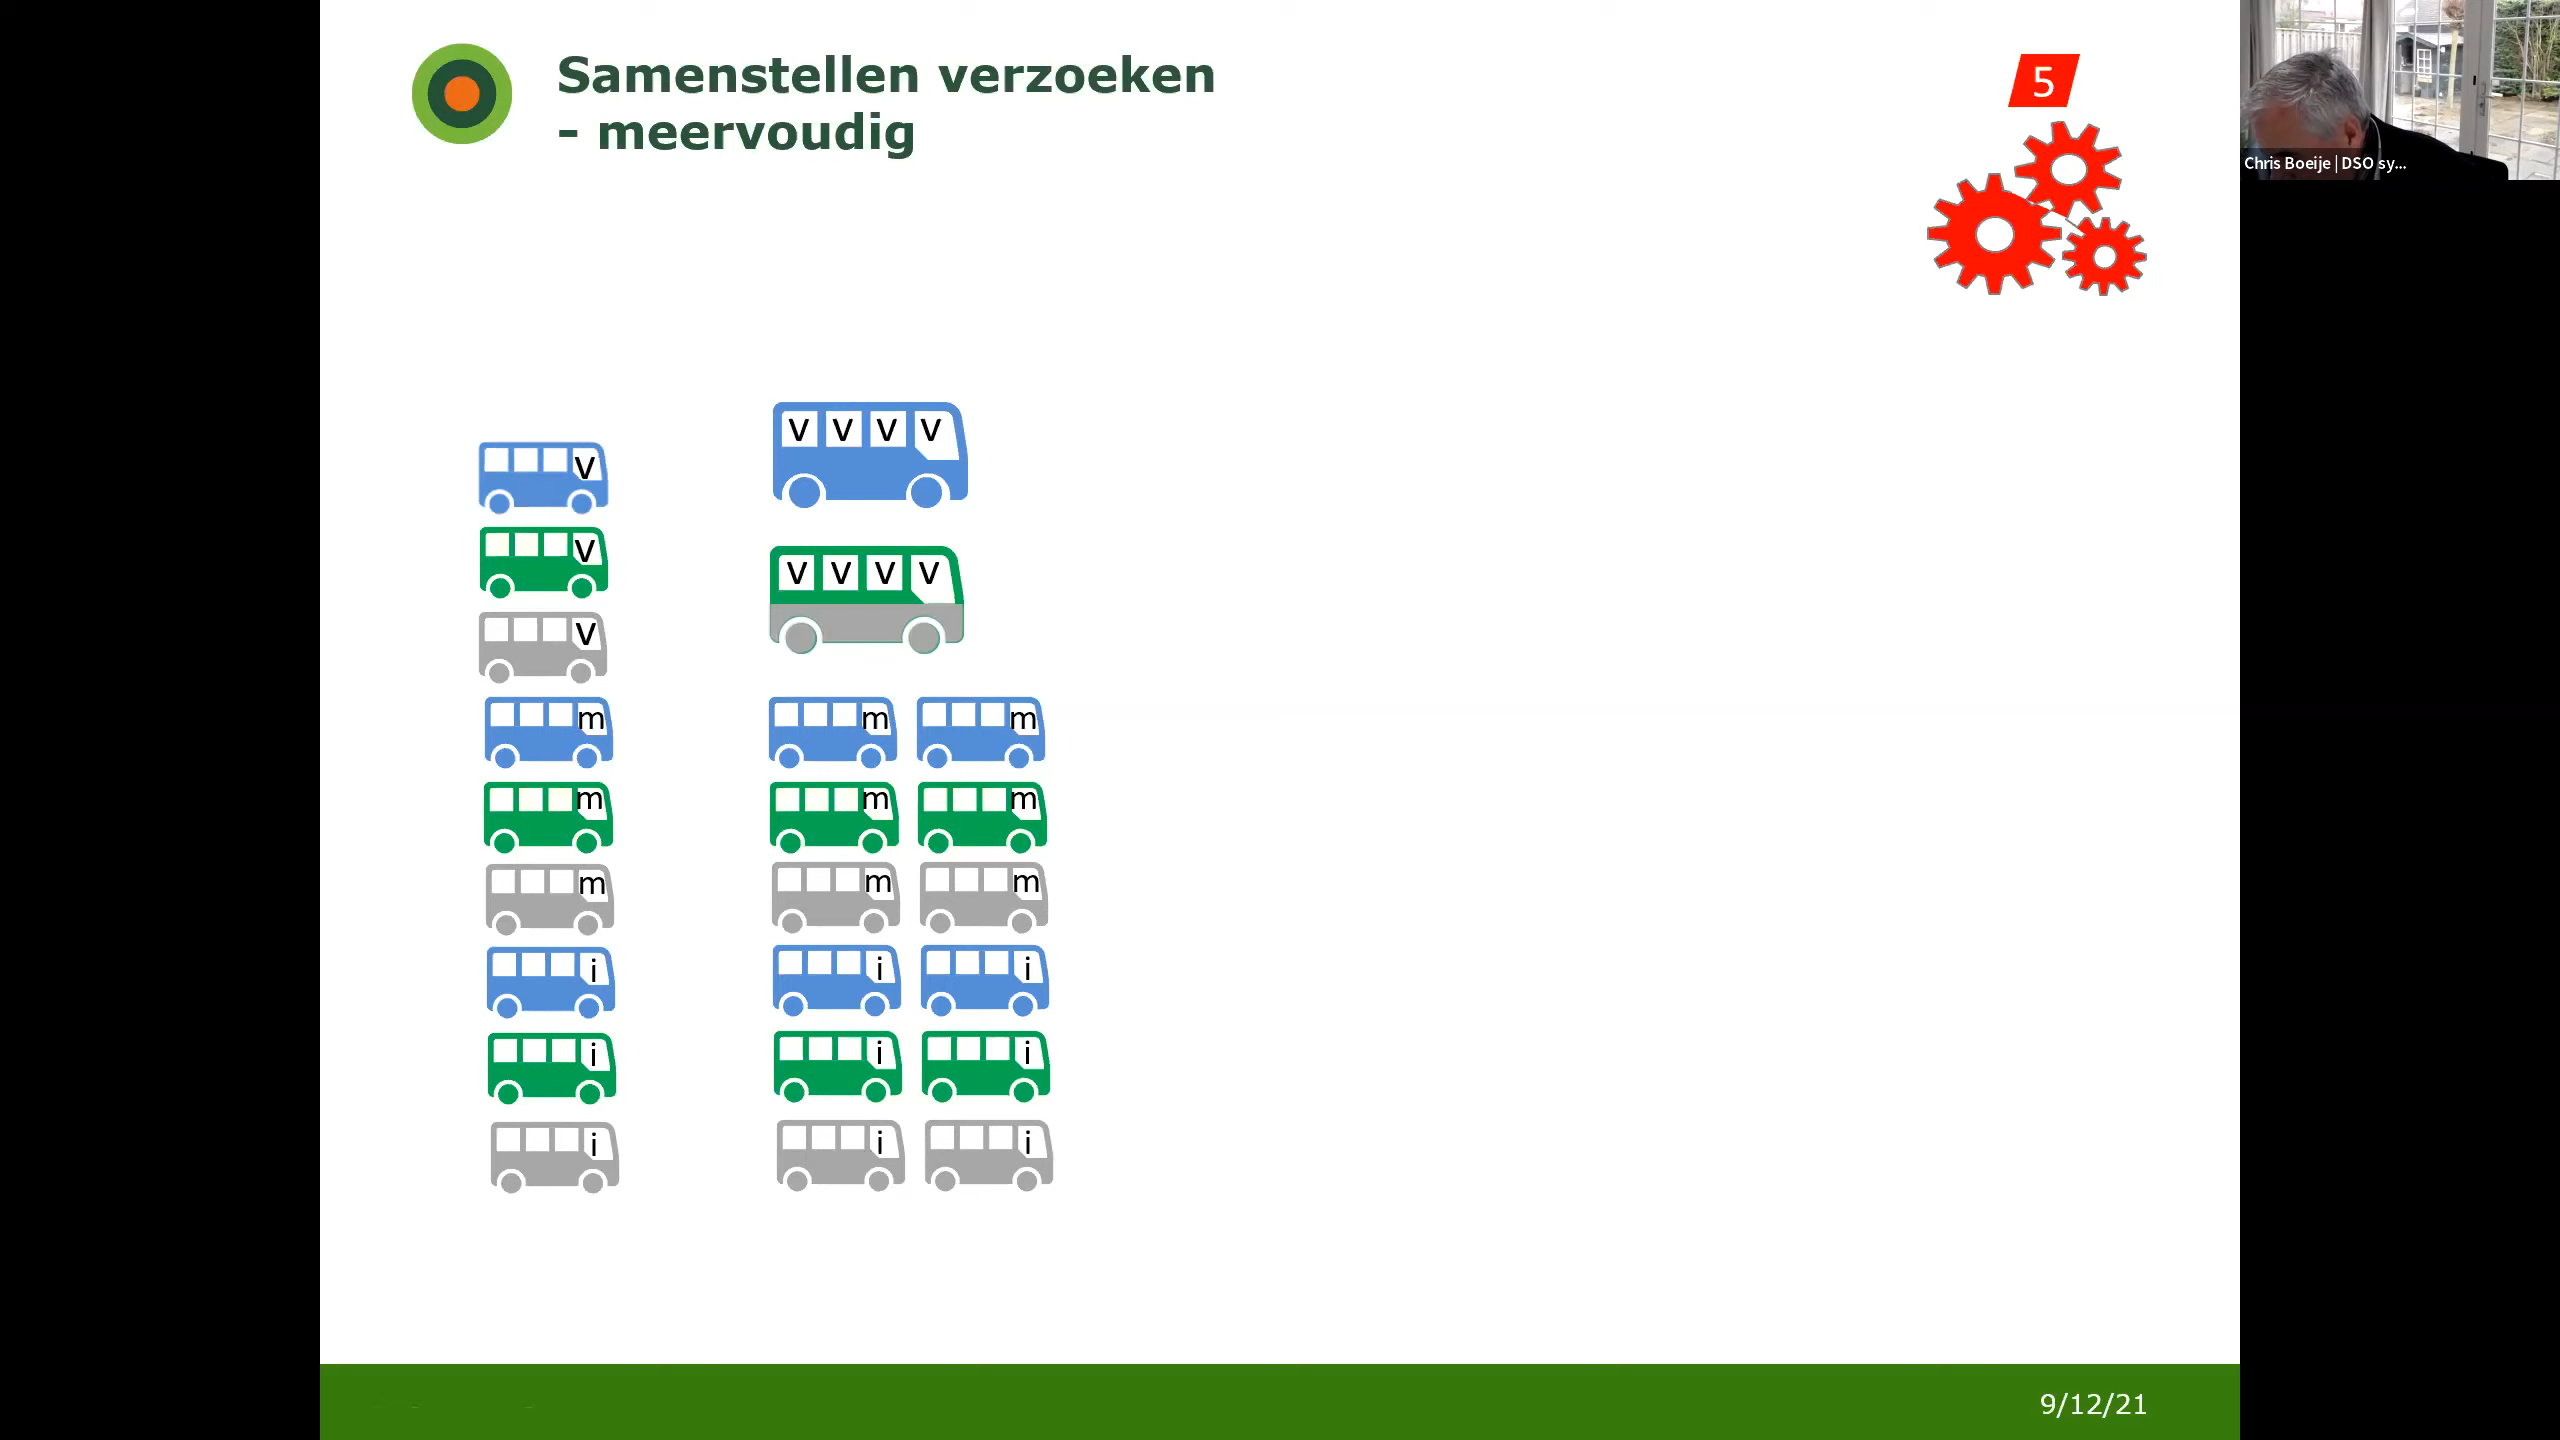 Samenstellen verzoeken
- meervoudig
5
Chris Boeije | DSO sy...
v v v v
v
v
v v v v
v
m m m
m m m
m m m
i i i
i i i
i i i
9/12/21